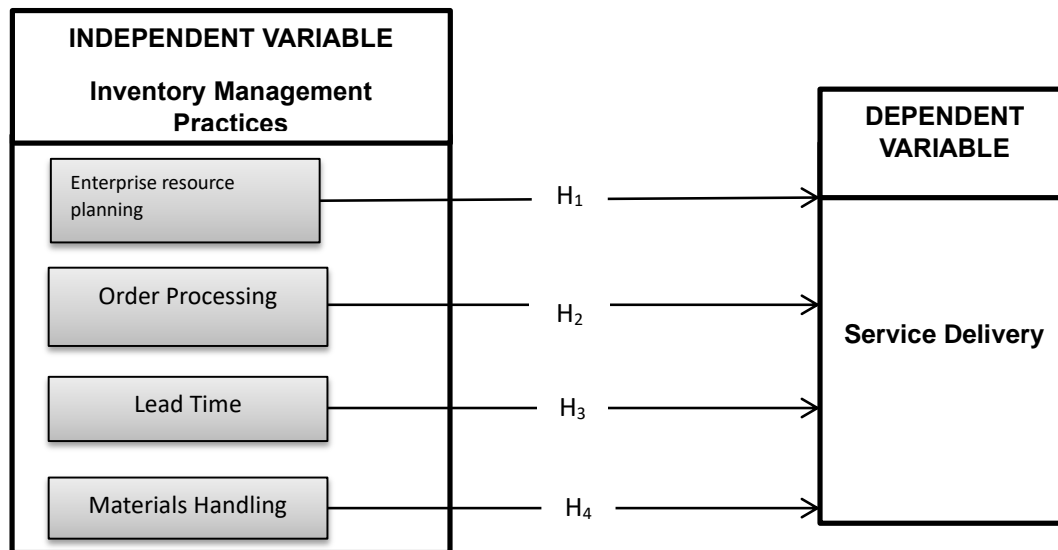 INDEPENDENT VARIABLE
Inventory Management
Practices
Enterprise resource
planning
Order Processing
Lead Time
Materials Handling
H₁
H₂
H₃
H₄
DEPENDENT
VARIABLE
Service Delivery